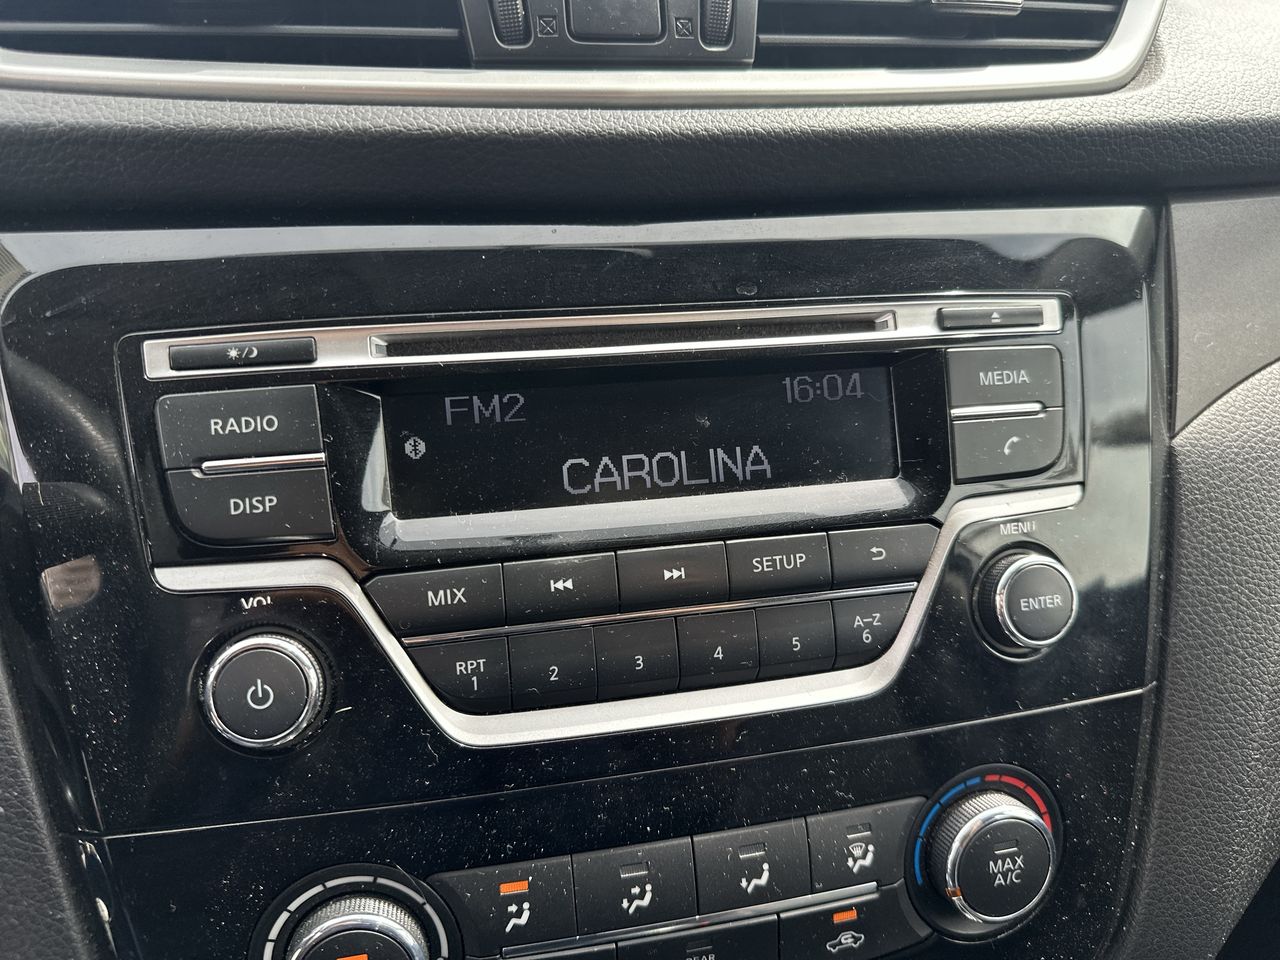 RADIO
DISP
FM2
16:04
CAROLINA
MEDIA
MENU
ENTER
VOL
MIX
SETUP
RPT
1
2
3
4
5
A-Z
6
MAX
A/C
REAR